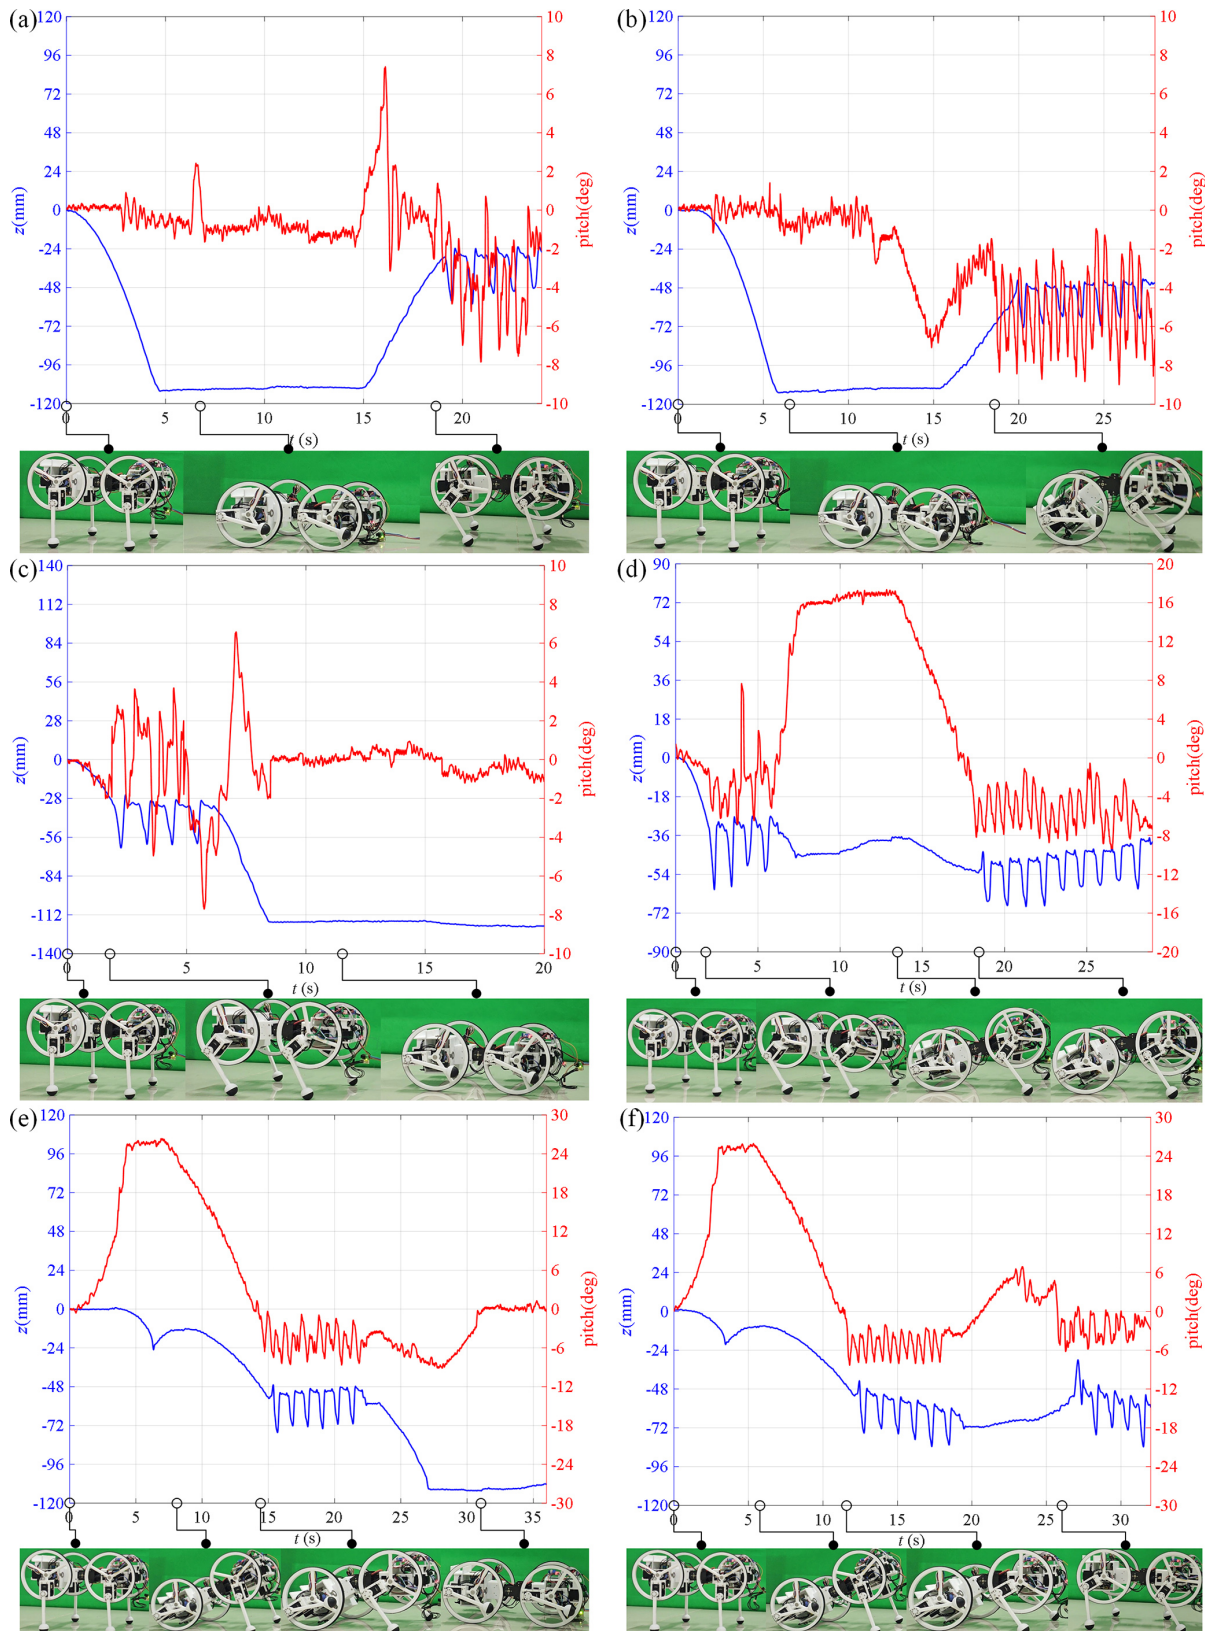 (a)
120 10
96 8
72 6
48 4
24 2
0 0
-24 -2
-48 -4
-72 -6
-96 -8
-120 -10
z(mm)
pitch(deg)
0 5 10 15 20
t (s)
(b)
120 10
96 8
72 6
48 4
24 2
0 0
-24 -2
-48 -4
-72 -6
-96 -8
-120 -10
z(mm)
pitch(deg)
0 5 10 15 20 25
t (s)
(c)
140 10
112 8
84 6
56 4
28 2
0 0
-28 -2
-56 -4
-84 -6
-112 -8
-140 -10
z(mm)
pitch(deg)
0 5 10 15 20
t (s)
(d)
90 20
72 16
54 12
36 8
18 4
0 0
-18 -4
-36 -8
-54 -12
-72 -16
-90 -20
z(mm)
pitch(deg)
0 5 10 15 20 25
t (s)
(e)
120 30
96 24
72 18
48 12
24 6
0 0
-24 -6
-48 -12
-72 -18
-96 -24
-120 -30
z(mm)
pitch(deg)
0 5 10 15 20 25 30 35
t (s)
(f)
120 30
96 24
72 18
48 12
24 6
0 0
-24 -6
-48 -12
-72 -18
-96 -24
-120 -30
z(mm)
pitch(deg)
0 5 10 15 20 25 30
t (s)